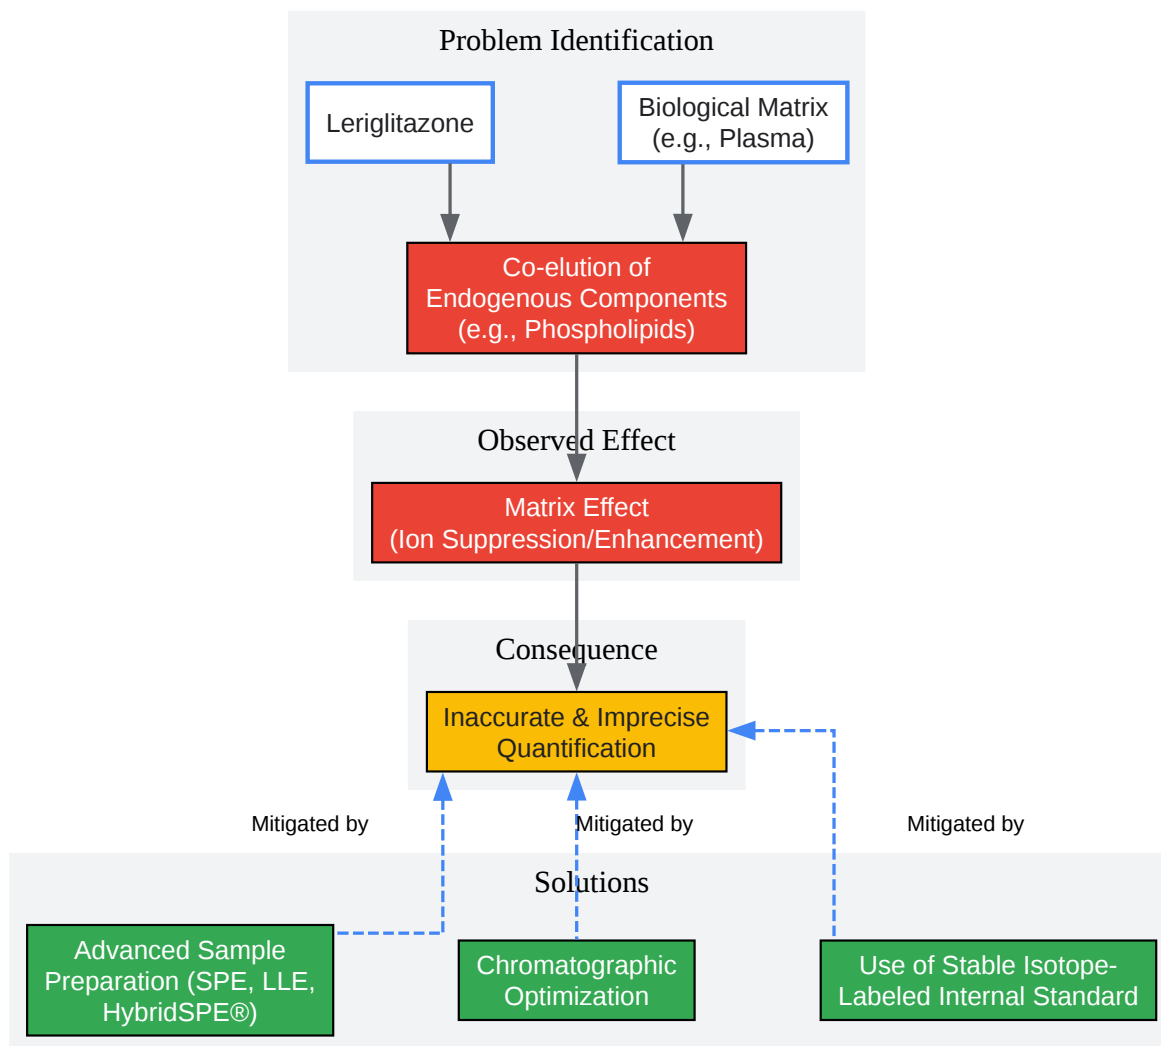 Problem Identification
Leriglitazone
Biological Matrix
(e.g., Plasma)
Co-elution of
Endogenous Components
(e.g., Phospholipids)
Observed Effect
Matrix Effect
(Ion Suppression/Enhancement)
Consequence
Inaccurate & Imprecise
Quantification
Mitigated by
Mitigated by
Mitigated by
Solutions
Advanced Sample
Preparation (SPE, LLE,
HybridSPE®)
Chromatographic
Optimization
Use of Stable Isotope-
Labeled Internal Standard